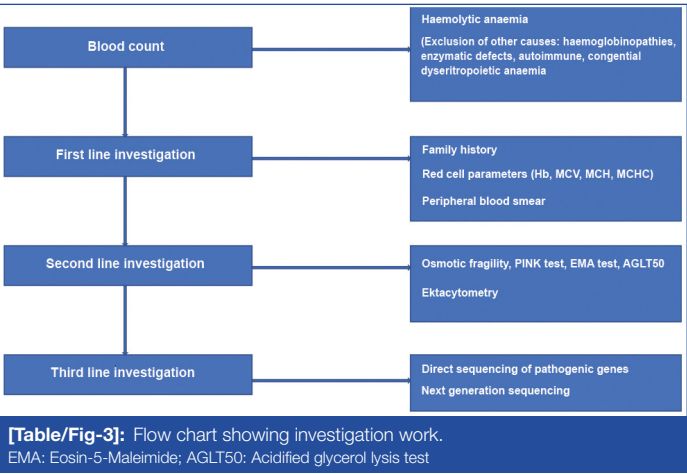 Blood count
Haemolytic anaemia
(Exclusion of other causes: haemoglobinopathies,
enzymatic defects, autoimmune, congential
dyseritropoietic anaemia
First line investigation
Family history
Red cell parameters (Hb, MCV, MCH, MCHC)
Peripheral blood smear
Second line investigation
Osmotic fragility, PINK test, EMA test, AGLT50
Ektacytometry
Third line investigation
Direct sequencing of pathogenic genes
Next generation sequencing
[Table/Fig-3]: Flow chart showing investigation work.
EMA: Eosin-5-Maleimide; AGLT50: Acidified glycerol lysis test